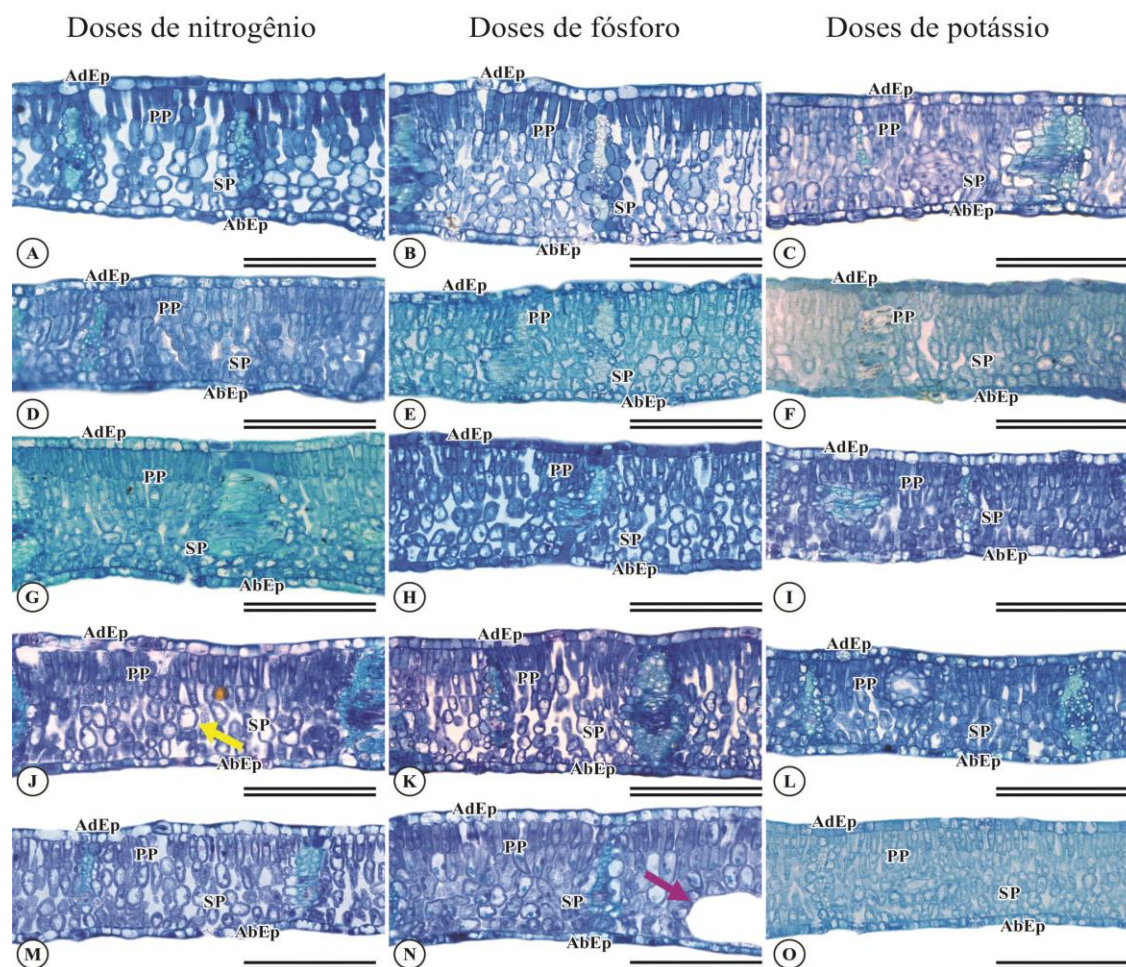 Doses de nitrogênio Doses de fósforo Doses de potássio
AdEp AdEp AdEp
PP PP PP
SP SP SP
AbEp AbEp AbEp
A B C
AdEp AdEp AdEp
PP PP PP
SP SP SP
AbEp AbEp AbEp
D E F
AdEp AdEp AdEp
PP PP PP
SP SP SP
AbEp AbEp AbEp
G H I
AdEp AdEp AdEp
PP PP PP
SP SP SP
AbEp AbEp AbEp
J K L
AdEp AdEp AdEp
PP PP PP
SP SP SP
AbEp AbEp AbEp
M N O